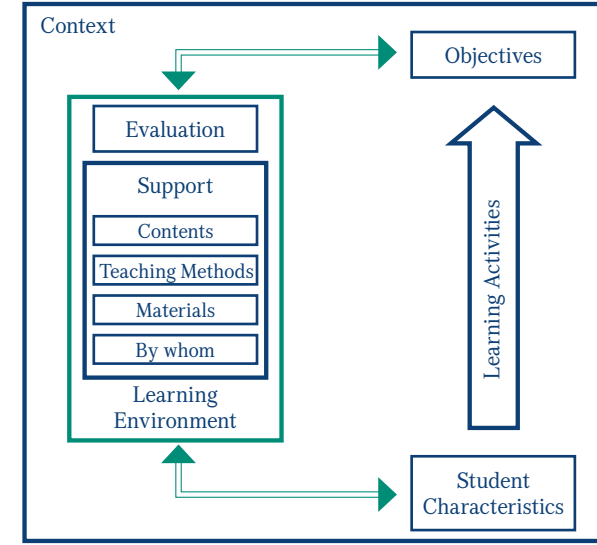 Context
Objectives
Evaluation
Support
Contents
Teaching Methods
Materials
By whom
Learning
Environment
Learning Activities
Student
Characteristics